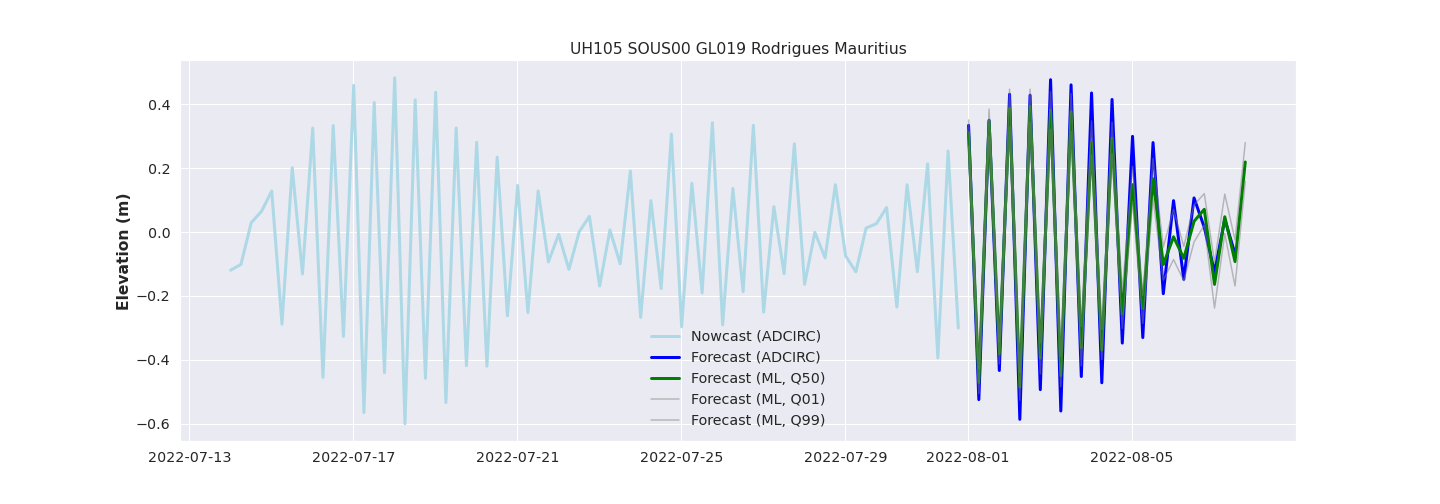 UH105 SOUS00 GL019 Rodrigues Mauritius
Elevation (m)
0.4
0.2
0.0
−0.2
−0.4
−0.6
Nowcast (ADCIRC)
Forecast (ADCIRC)
Forecast (ML, Q50)
Forecast (ML, Q01)
Forecast (ML, Q99)
2022-07-13 2022-07-17 2022-07-21 2022-07-25 2022-07-29 2022-08-01 2022-08-05